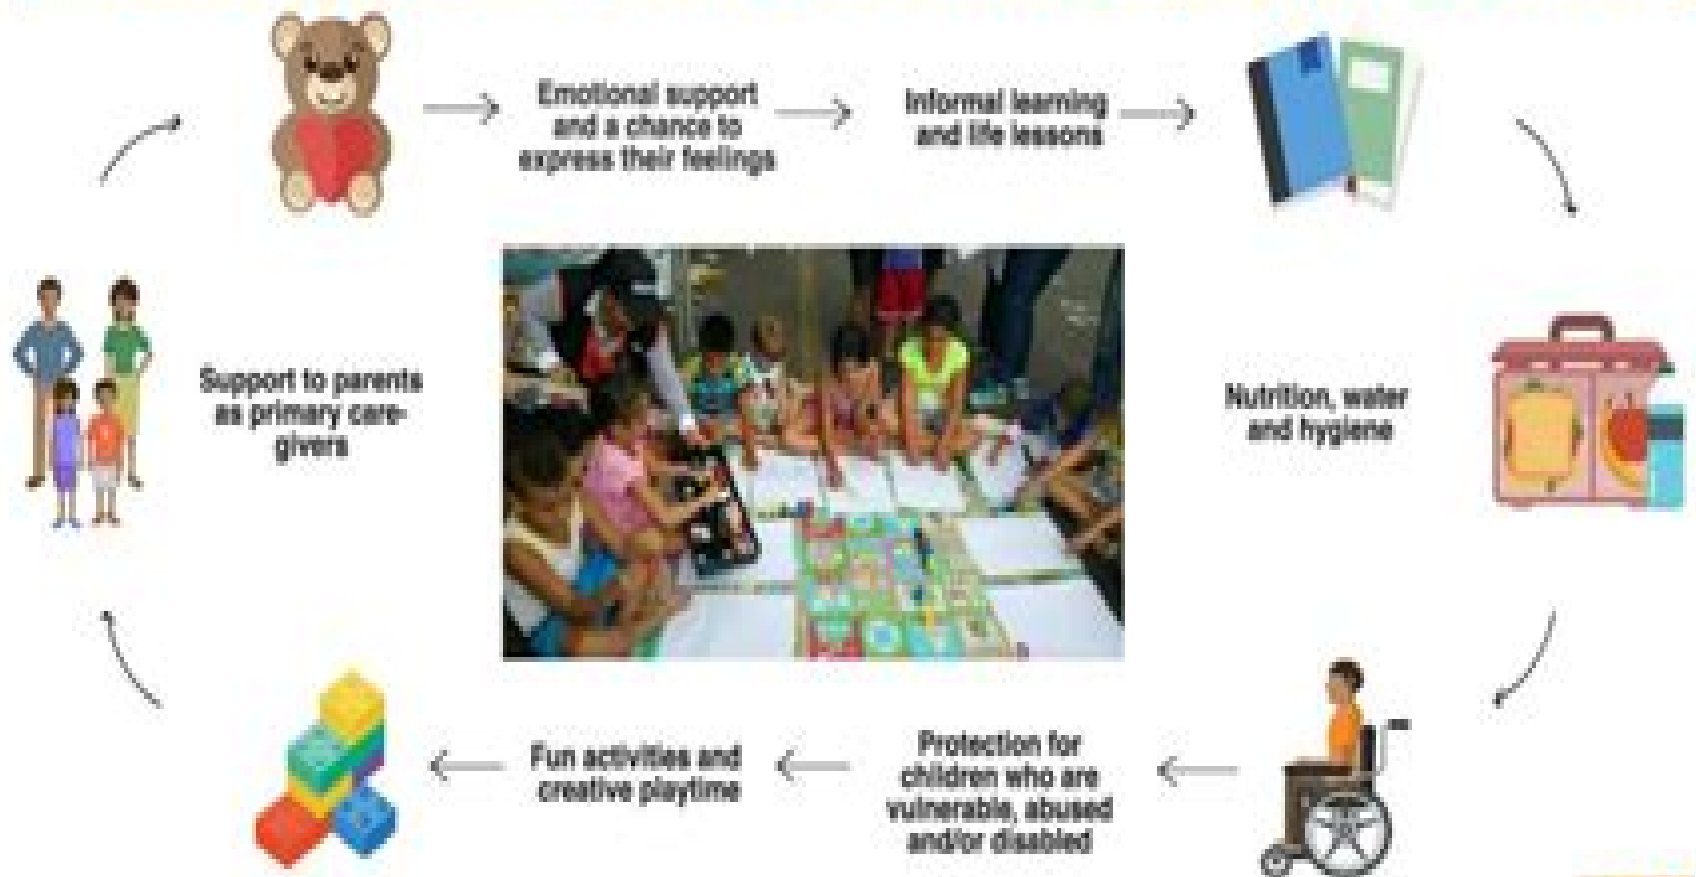 Emotional support
and a chance to
express their feelings
Informal learning
and life lessons
Support to parents
as primary care-
givers
Nutrition, water
and hygiene
Fun activities and
creative playtime
Protection for
children who are
vulnerable, abused
and/or disabled